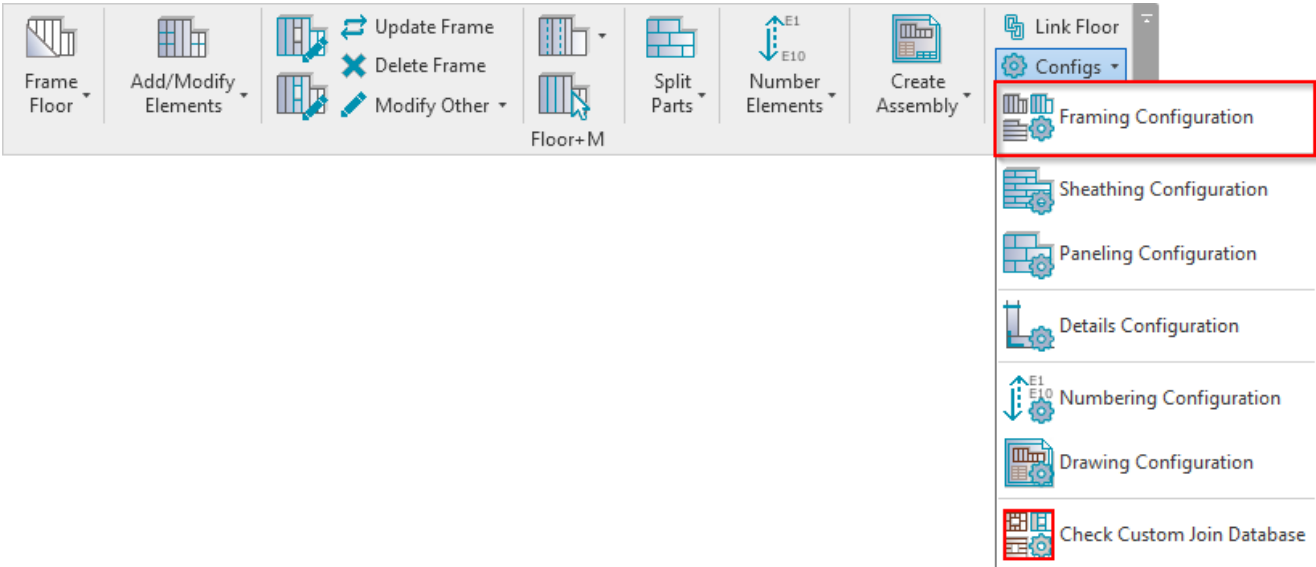 Frame
Floor
Add/Modify
Elements
Update Frame
Delete Frame
Modify Other
Split
Parts
E1
E10
Number
Elements
Create
Assembly
Link Floor
Configs
Floor+M
Framing Configuration
Sheathing Configuration
Paneling Configuration
Details Configuration
E1
E10
Numbering Configuration
Drawing Configuration
Check Custom Join Database